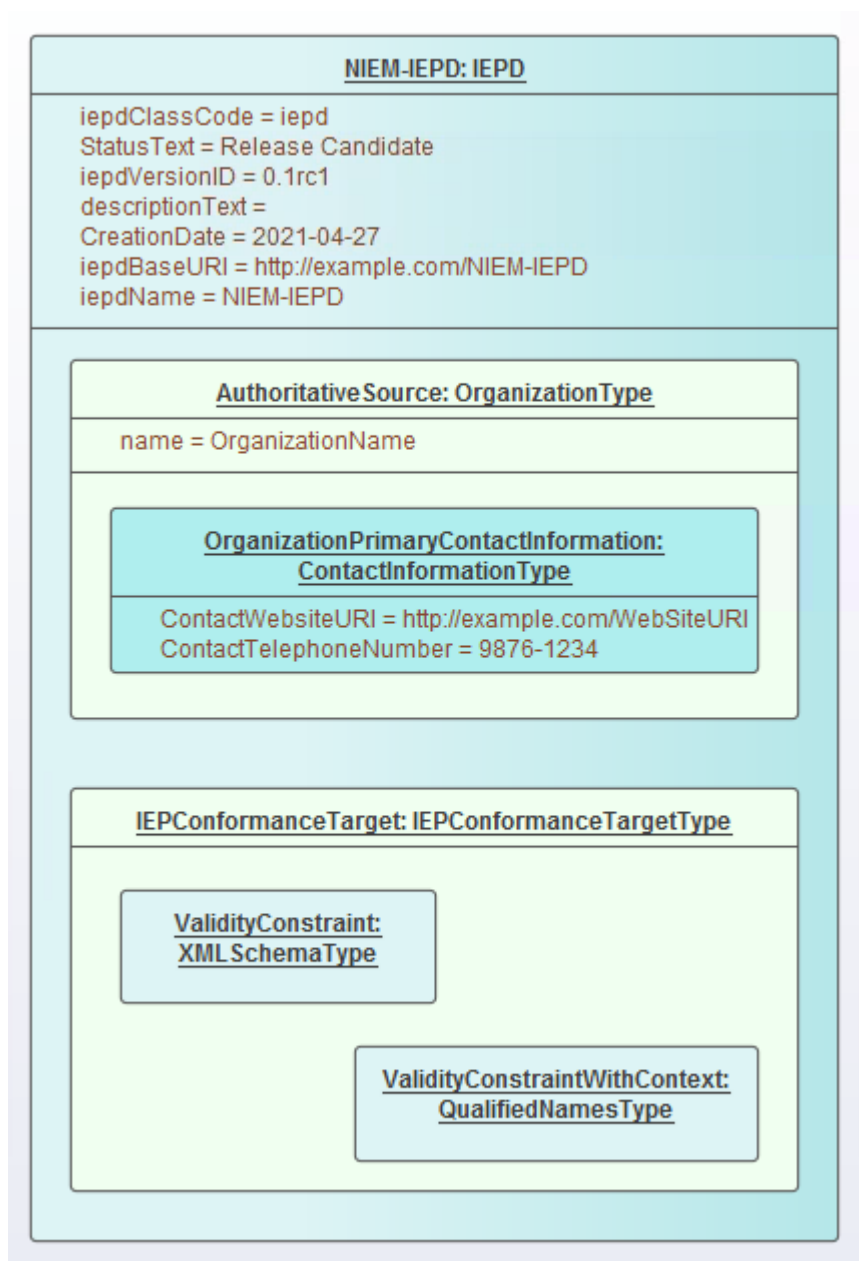 NIEM-IEPD: IEPD
iepdClassCode = iepd
StatusText = Release Candidate
iepdVersionID = 0.1rc1
descriptionText =
CreationDate = 2021-04-27
iepdBaseURI = http://example.com/NIEM-IEPD
iepdName = NIEM-IEPD
AuthoritativeSource: OrganizationType
name = OrganizationName
OrganizationPrimaryContactInformation:
ContactInformationType
ContactWebsiteURI = http://example.com/WebSiteURI
ContactTelephoneNumber = 9876-1234
IEPConformanceTarget: IEPConformanceTargetType
ValidityConstraint:
XMLSchemaType
ValidityConstraintWithContext:
QualifiedNamesType